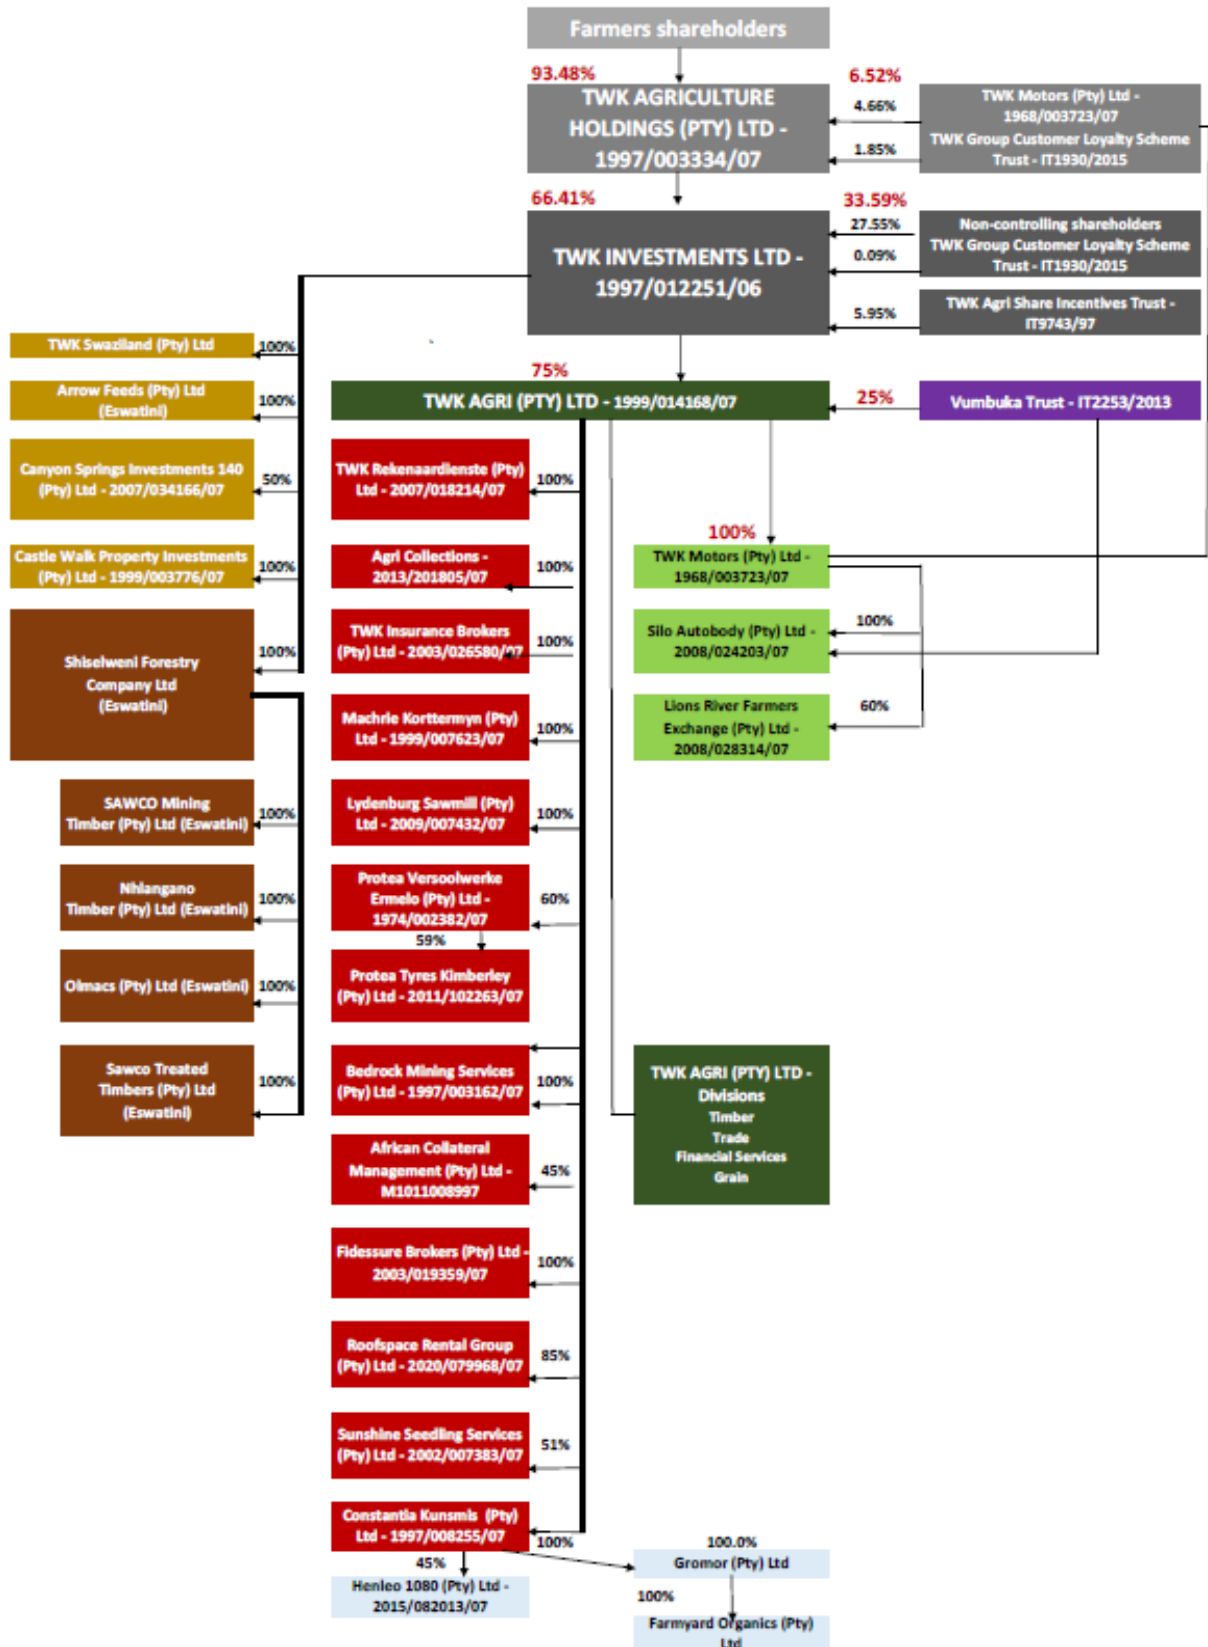 Farmers shareholders
93.48%
6.52%
TWK AGRICULTURE
HOLDINGS (PTY) LTD -
1997/003334/07
4.66%
1.85%
TWK Motors (Pty) Ltd -
1968/003723/07
TWK Group Customer Loyalty Scheme
Trust - IT1930/2015
66.41%
33.59%
TWK INVESTMENTS LTD -
1997/012251/06
27.55%
0.09%
5.95%
Non-controlling shareholders
TWK Group Customer Loyalty Scheme
Trust - IT1930/2015
TWK Agri Share Incentives Trust -
IT9743/97
75%
TWK AGRI (PTY) LTD - 1999/014168/07
25%
Vumbuka Trust - IT2253/2013
TWK Swaziland (Pty) Ltd
100%
Arrow Feeds (Pty) Ltd
(Eswatini)
100%
Canyon Springs Investments 140
(Pty) Ltd - 2007/034166/07
50%
Castle Walk Property Investments
(Pty) Ltd - 1999/003776/07
100%
Shiselweni Forestry
Company Ltd
(Eswatini)
100%
SAWCO Mining
Timber (Pty) Ltd (Eswatini)
100%
Nhlangano
Timber (Pty) Ltd (Eswatini)
100%
Olmacs (Pty) Ltd (Eswatini)
100%
Sawco Treated
Timbers (Pty) Ltd
(Eswatini)
100%
TWK Rekenaardienste (Pty)
Ltd - 2007/018214/07
100%
Agri Collections -
2013/201805/07
100%
TWK Insurance Brokers
(Pty) Ltd - 2003/026580/07
100%
Machrie Korttermyn (Pty)
Ltd - 1999/007623/07
100%
Lydenburg Sawmill (Pty)
Ltd - 2009/007432/07
100%
Protea Versoolwerke
Ermelo (Pty) Ltd -
1974/002382/07
60%
59%
Protea Tyres Kimberley
(Pty) Ltd - 2011/102263/07
Bedrock Mining Services
(Pty) Ltd - 1997/003162/07
100%
African Collateral
Management (Pty) Ltd -
M1011008997
45%
Fidessure Brokers (Pty) Ltd -
2003/019359/07
100%
Roofspace Rental Group
(Pty) Ltd - 2020/079968/07
85%
Sunshine Seedling Services
(Pty) Ltd - 2002/007383/07
51%
Constantia Kunsmis (Pty)
Ltd - 1997/008255/07
100%
45%
Henleo 1080 (Pty) Ltd -
2015/082013/07
100.0%
Gromor (Pty) Ltd
100%
Farmyard Organics (Pty)
Ltd
100%
TWK Motors (Pty) Ltd -
1968/003723/07
Silo Autobody (Pty) Ltd -
2008/024203/07
100%
Lions River Farmers
Exchange (Pty) Ltd -
2008/028314/07
60%
TWK AGRI (PTY) LTD -
Divisions
Timber
Trade
Financial Services
Grain